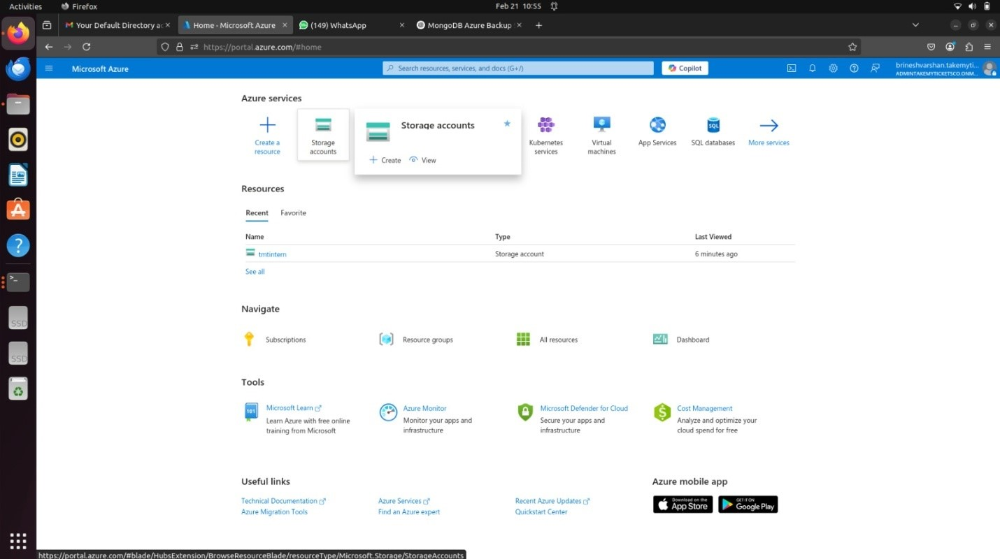 Activities
Firefox
Feb 21 10:55
Your Default Directory ac
Home - Microsoft Azure
(149) WhatsApp
MongoDB Azure Backup
https://portal.azure.com/#home
Microsoft Azure
Search resources, services, and docs (G+/)
Copilot
brineshvarshan.takemyti...
ADMINTAKEMYTICKETSCO.ONM...
Azure services
Create a resource
Storage accounts
Storage accounts
Create
View
Kubernetes services
Virtual machines
App Services
SQL
SQL databases
More services
Resources
Recent
Favorite
Name Type Last Viewed
tmtintern Storage account 6 minutes ago
See all
Navigate
Subscriptions
Resource groups
All resources
Dashboard
Tools
101
Microsoft Learn
Learn Azure with free online
training from Microsoft
Azure Monitor
Monitor your apps and
infrastructure
Microsoft Defender for Cloud
Secure your apps and
infrastructure
Cost Management
Analyze and optimize your
cloud spend for free
Useful links
Azure mobile app
Technical Documentation
Azure Services
Recent Azure Updates
Azure Migration Tools
Find an Azure expert
Quickstart Center
Download on the
App Store
GET IT ON
Google Play
SSD
SSD
https://portal.azure.com/#blade/HubsExtension/BrowseResourceBlade/resourceType/Microsoft.Storage/StorageAccounts